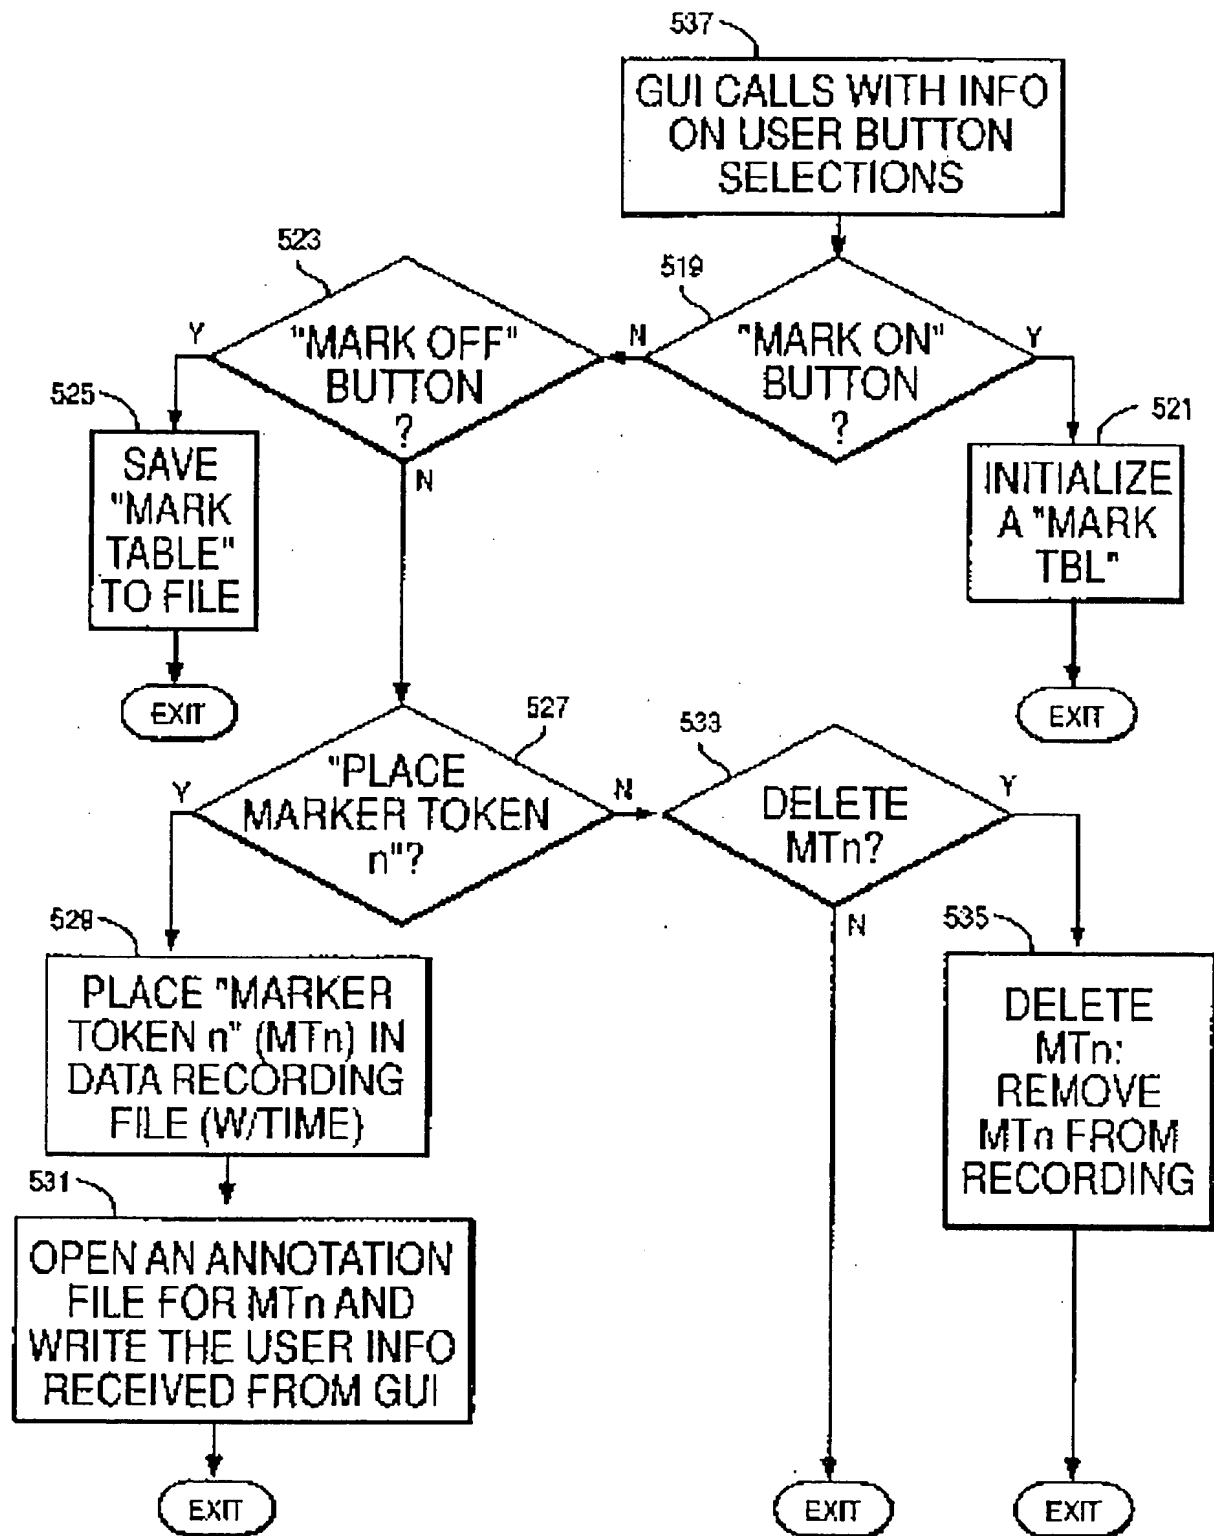 537
GUI CALLS WITH INFO
ON USER BUTTON
SELECTIONS
523
519
Y
"MARK OFF"
BUTTON
?
N
"MARK ON"
BUTTON
?
Y
525
521
SAVE
"MARK
TABLE"
TO FILE
N
INITIALIZE
A "MARK
TBL"
EXIT
EXIT
527
533
Y
"PLACE
MARKER TOKEN
n"?
N
DELETE
MTn?
Y
529
N
535
PLACE "MARKER
TOKEN n" (MTn) IN
DATA RECORDING
FILE (W/TIME)
DELETE
MTn:
REMOVE
MTn FROM
RECORDING
531
OPEN AN ANNOTATION
FILE FOR MTn AND
WRITE THE USER INFO
RECEIVED FROM GUI
EXIT
EXIT
EXIT